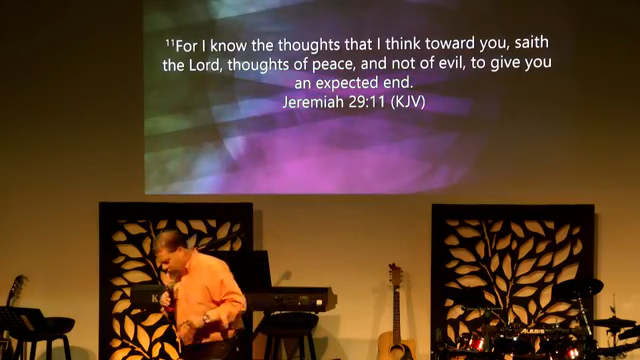 ¹¹For I know the thoughts that I think toward you, saith
the Lord, thoughts of peace, and not of evil, to give you
an expected end.
Jeremiah 29:11 (KJV)